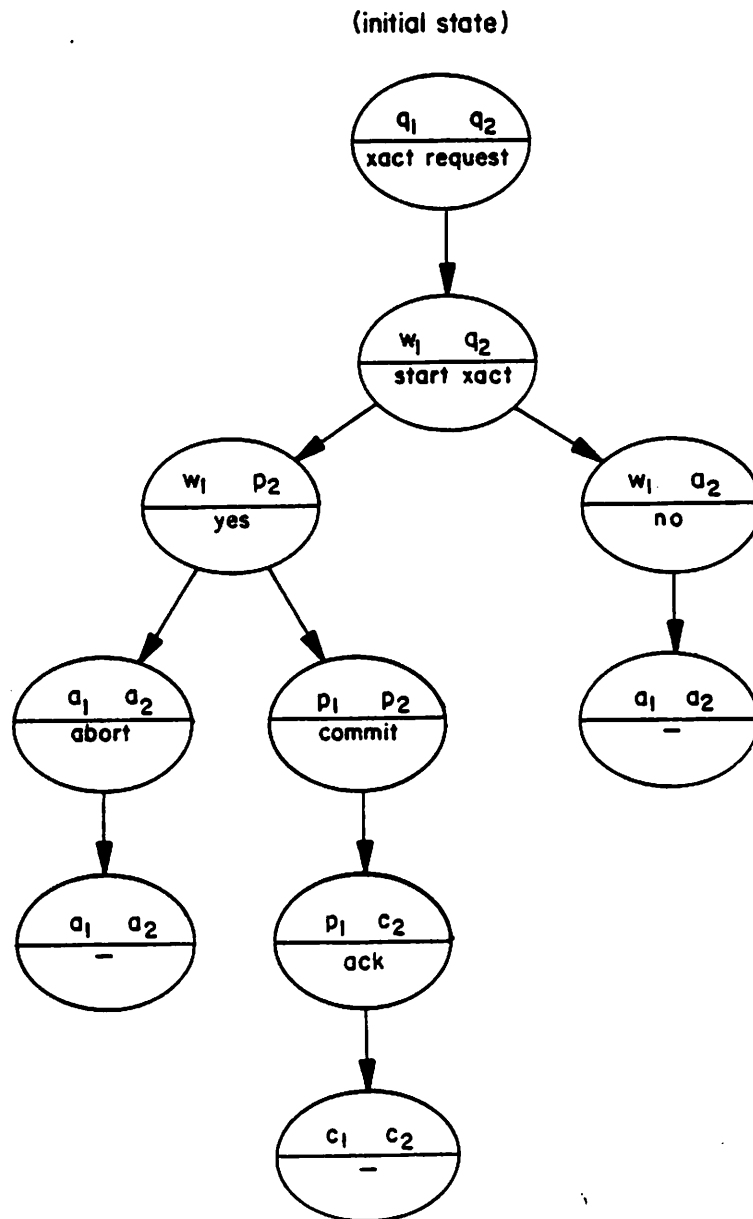 (initial state)
q1 q2
xact request
w1 q2
start xact
w1 p2
yes
w1 a2
no
a1 a2
abort
p1 p2
commit
a1 a2
–
a1 a2
–
p1 c2
ack
c1 c2
–